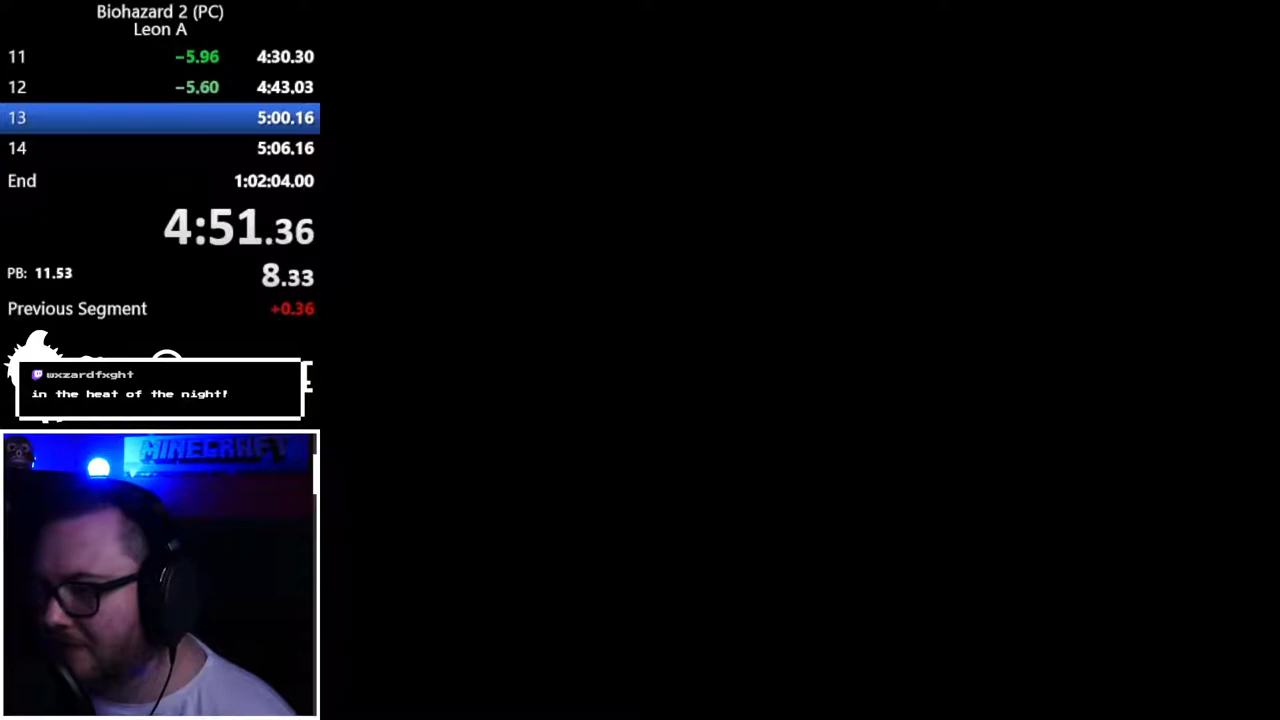 Biohazard 2 (PC)
Leon A
11 −5.96 4:30.30
12 −5.60 4:43.03
13 5:00.16
14 5:06.16
End 1:02:04.00
4:51.36
PB: 11.53 8.33
Previous Segment +0.36
wxzardfxght
in the heat of the night!
MINECRAFT